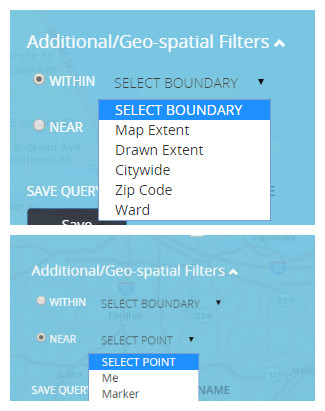 Additional/Geo-spatial Filters
WITHIN SELECT BOUNDARY
SELECT BOUNDARY
NEAR Map Extent
Drawn Extent
Citywide
SAVE QUERY Zip Code E
Ward
Save
Additional/Geo-spatial Filters
WITHIN SELECT BOUNDARY
Findlay
NEAR SELECT POINT
SELECT POINT
Me
SAVE QUERY Marker NAME